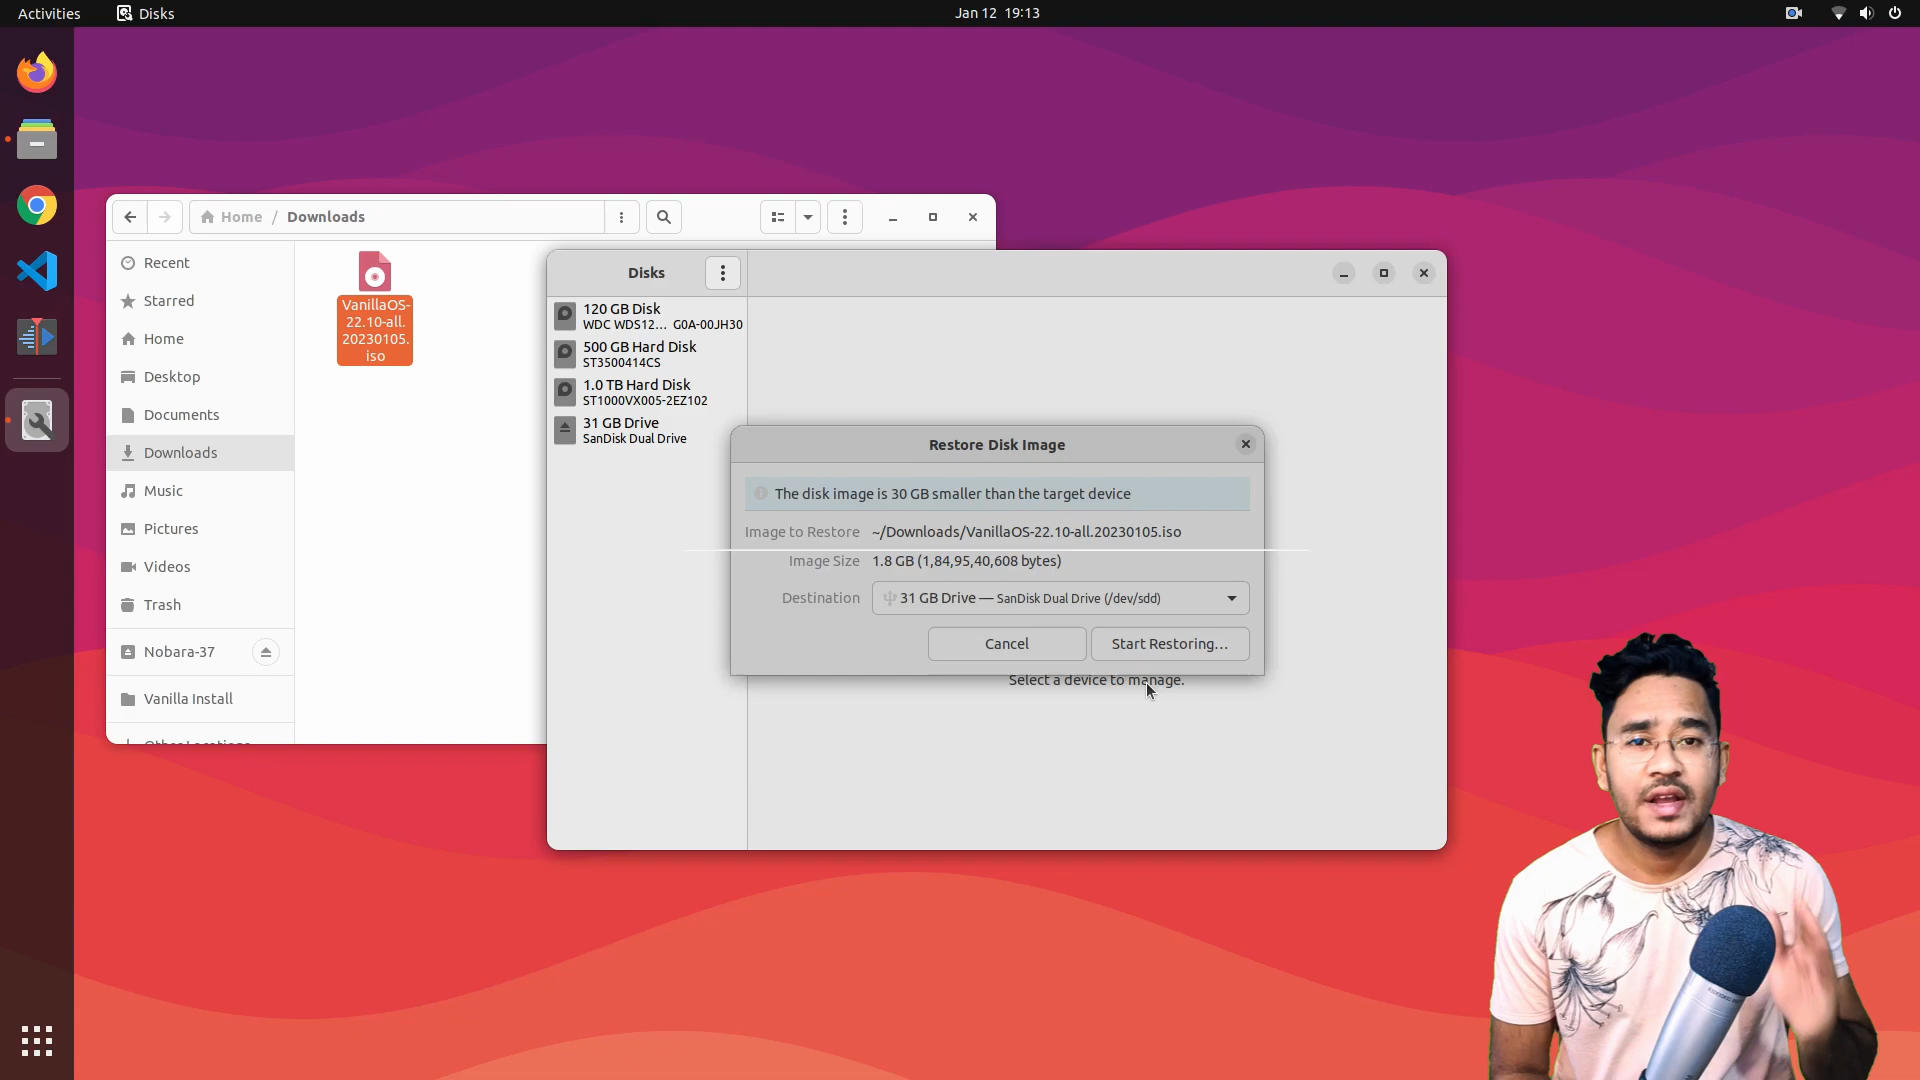 Activities
Disks
Jan 12 19:13
Home / Downloads
Recent
Starred
Home
Desktop
Documents
Downloads
Music
Pictures
Videos
Trash
Nobara-37
Vanilla Install
Other Locations
VanillaOS-
22.10-all.
20230105.
iso
Disks
120 GB Disk
WDC WDS12... G0A-00JH30
500 GB Hard Disk
ST3500414CS
1.0 TB Hard Disk
ST1000VX005-2EZ102
31 GB Drive
SanDisk Dual Drive
Restore Disk Image
The disk image is 30 GB smaller than the target device
Image to Restore ~/Downloads/VanillaOS-22.10-all.20230105.iso
Image Size 1.8 GB (1,84,95,40,608 bytes)
Destination 31 GB Drive — SanDisk Dual Drive (/dev/sdd)
Cancel
Start Restoring...
Select a device to manage.